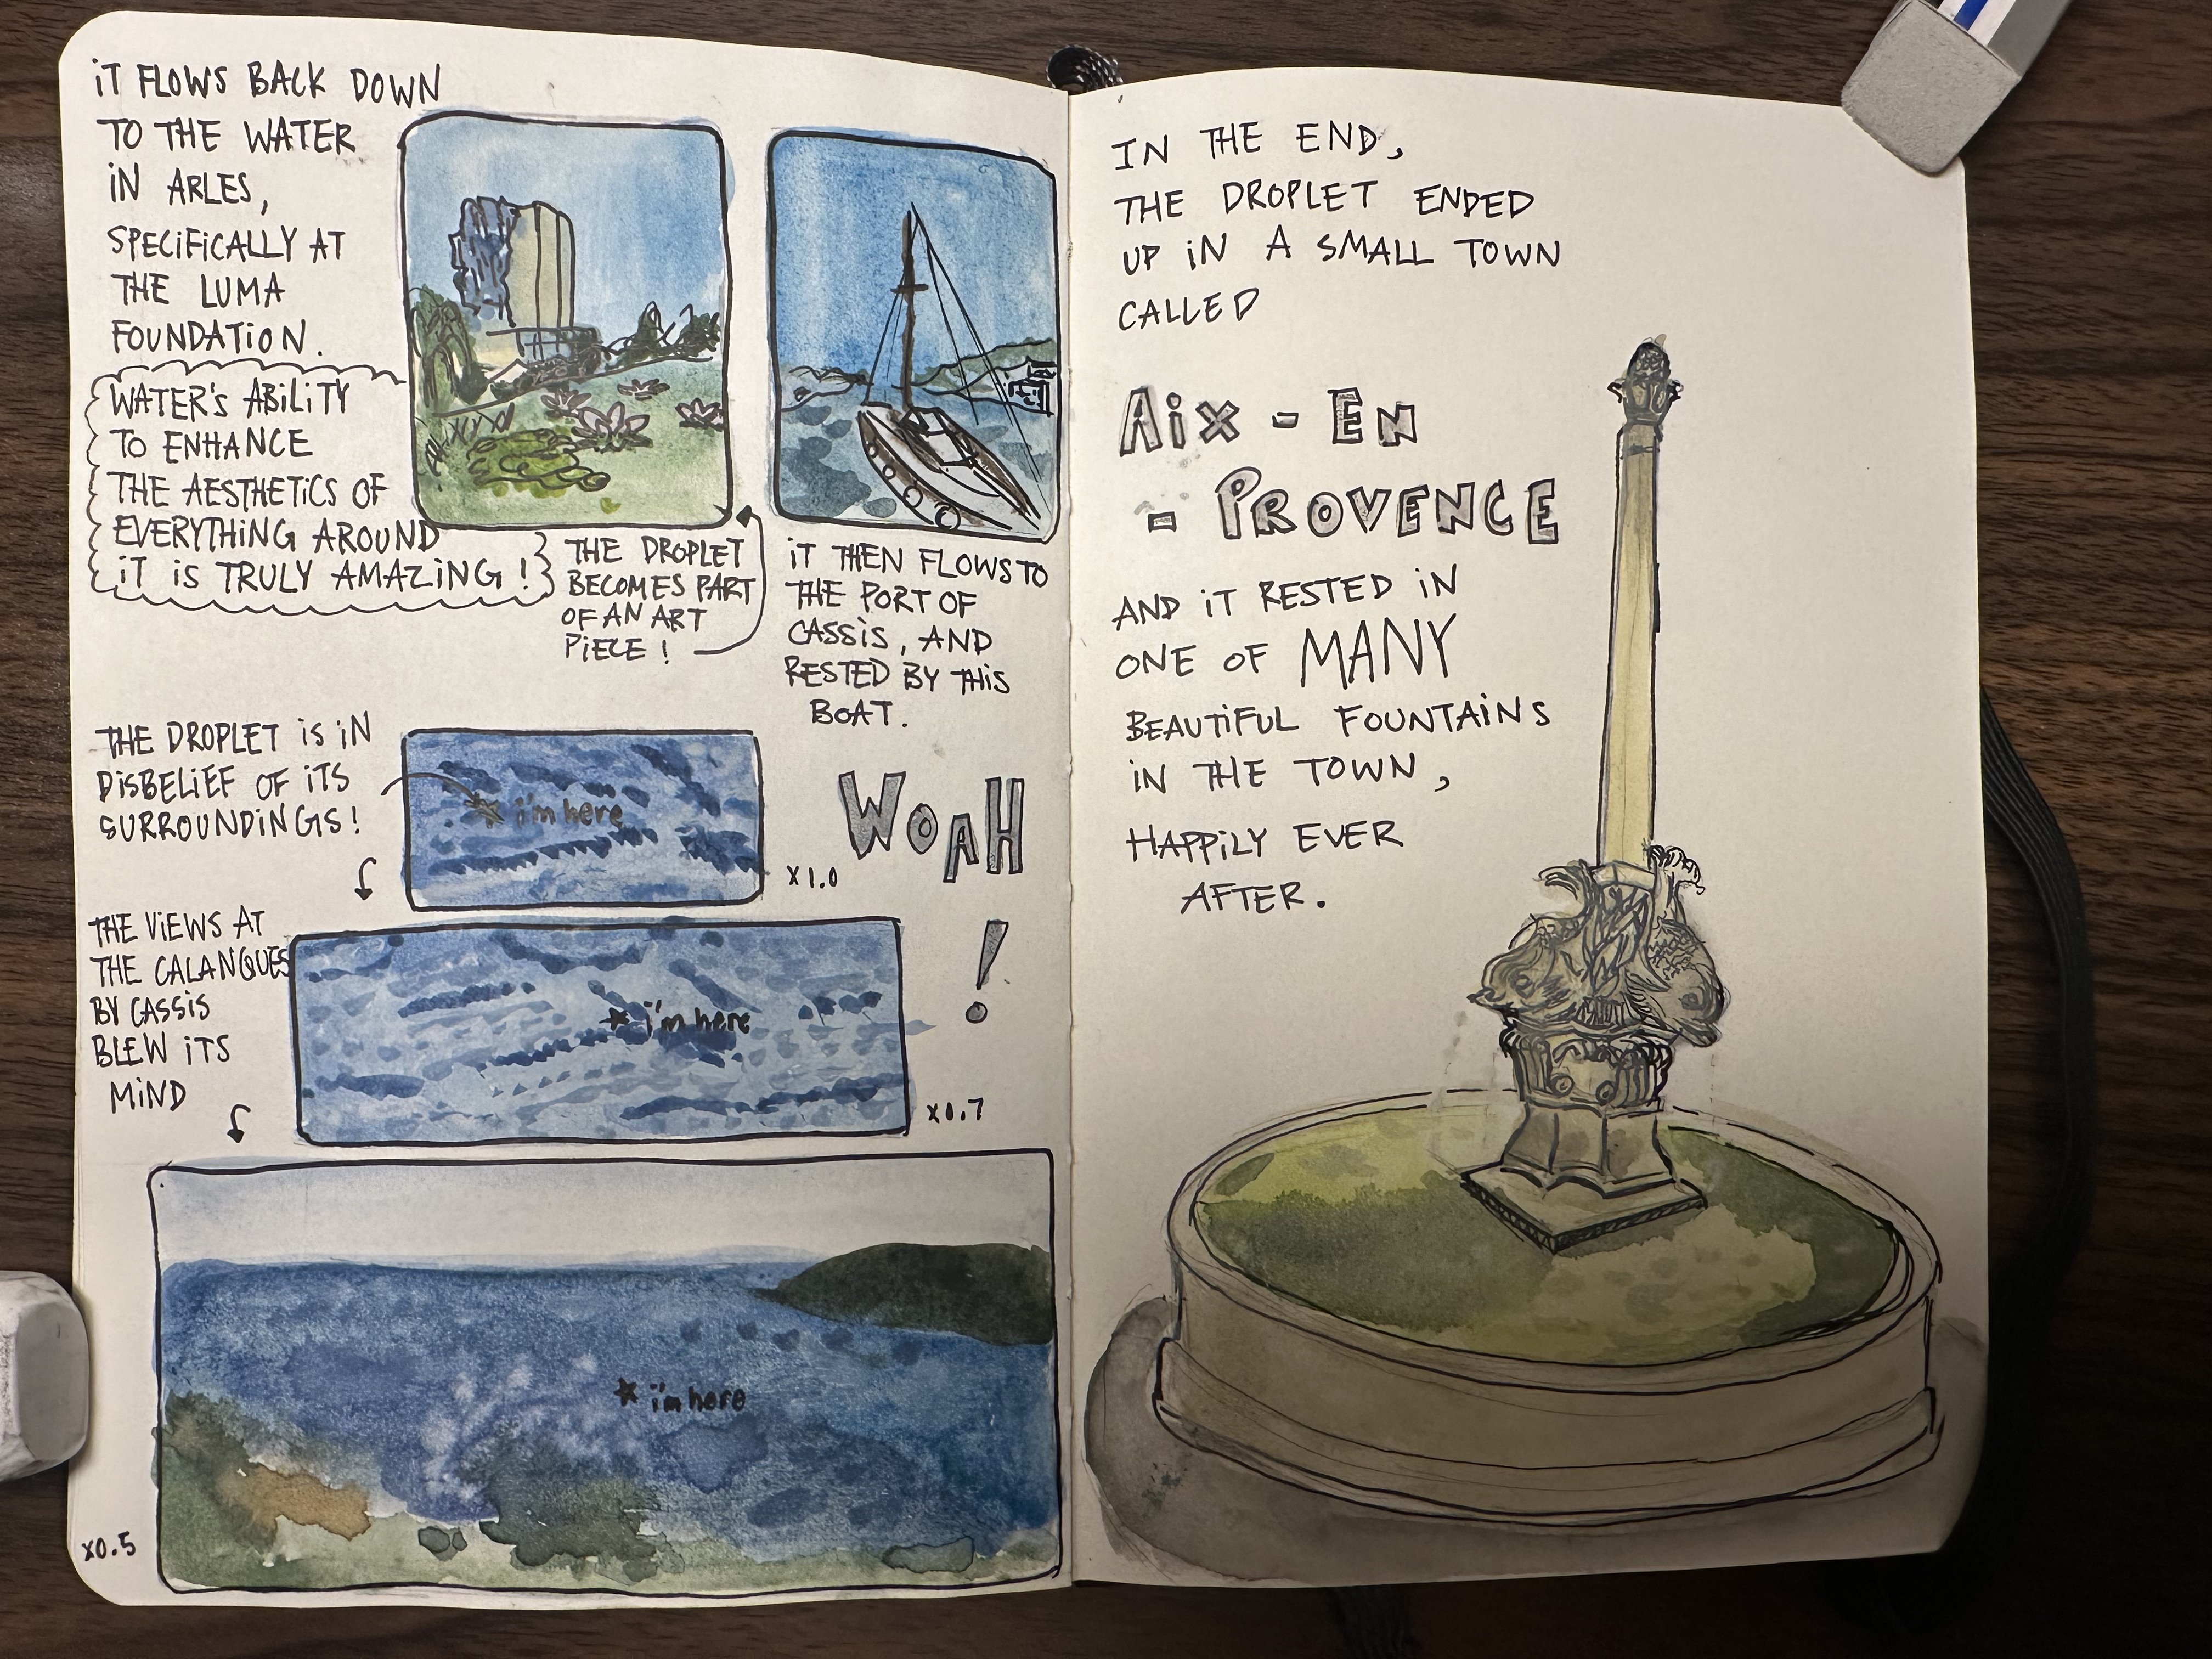 iT FLOWS BACK DOWN
TO THE WATER
iN ARLES,
SPECiFiCALLY AT
THE LUMA
FOUNDATiON.
WATER'S ABiLiTY
TO ENHANCE
THE AESTHETiCS OF
EVERYTHiNG AROUND
iT iS TRULY AMAZiNG!
THE DROPLET
BECOMES PART
OF AN ART
PiECE!
iT THEN FLOWS TO
THE PORT OF
CASSiS, AND
RESTED BY THiS
BOAT.
THE DROPLET iS iN
DiSBELiEF OF iTS
SURROUNDiNGS!
i'm here
x1.0
WOAH
!
THE ViEWS AT
THE CALANQUES
BY CASSiS
BLEW iTS
MiND
i'm here
x0.7
i'm here
x0.5
IN THE END,
THE DROPLET ENDED
UP iN A SMALL TOWN
CALLED
AiX - EN
- PROVENCE
AND iT RESTED iN
ONE OF MANY
BEAUTiFUL FOUNTAiNS
iN THE TOWN,
HAPPiLY EVER
AFTER.